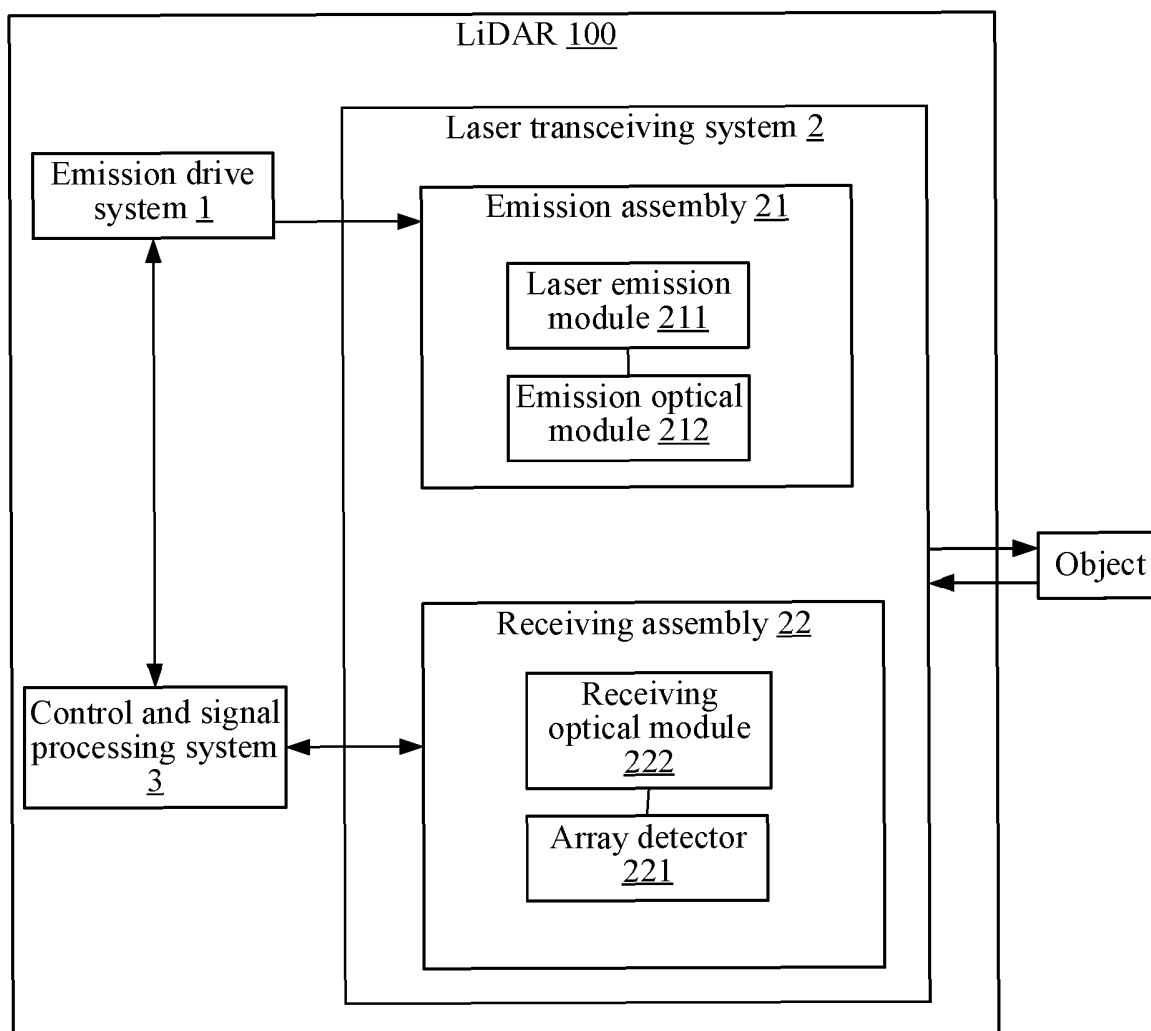 LiDAR 100
Laser transceiving system 2
Emission drive
system 1
Emission assembly 21
Laser emission
module 211
Emission optical
module 212
Object
Receiving assembly 22
Control and signal
processing system
3
Receiving
optical module
222
Array detector
221